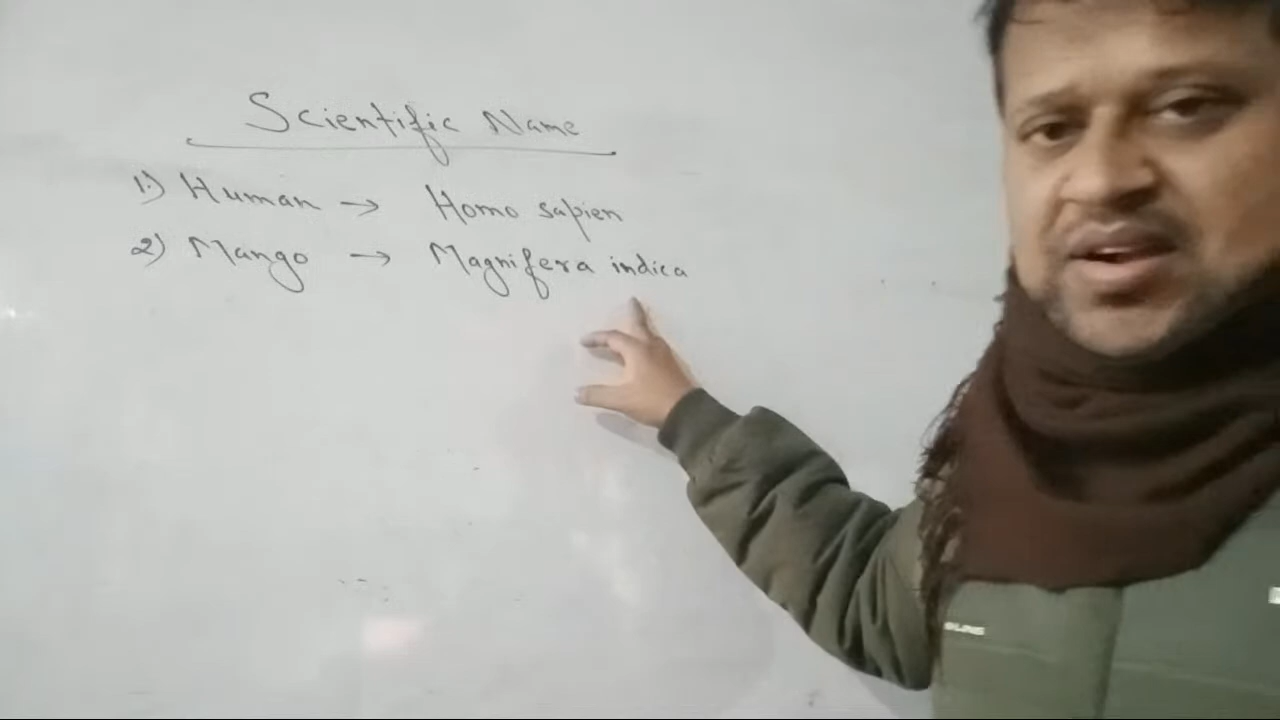 Scientific Name
1.) Human → Homo sapien
2) Mango → Magnifera indica